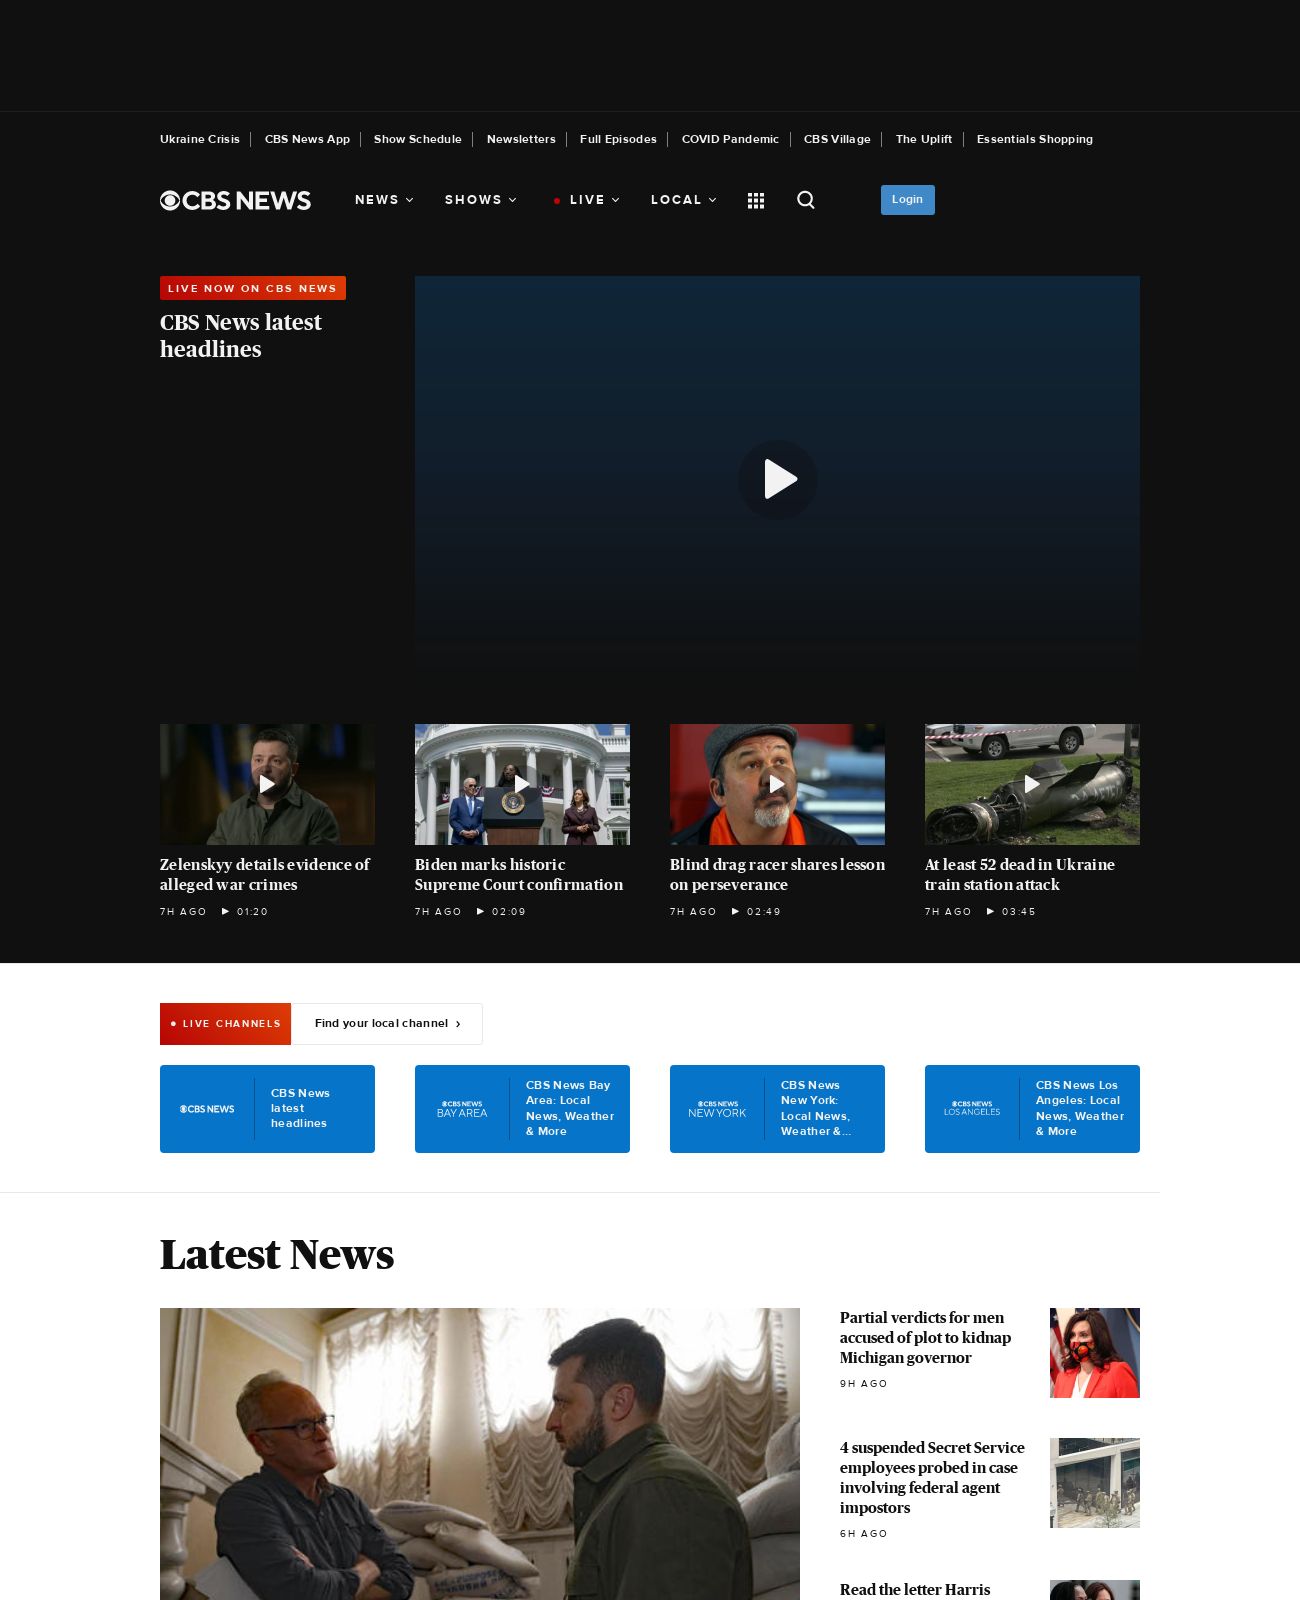 Ukraine Crisis CBS News App Show Schedule Newsletters Full Episodes COVID Pandemic CBS Village The Uplift Essentials Shopping
CBS NEWS NEWS SHOWS LIVE LOCAL Login
LIVE NOW ON CBS NEWS
CBS News latest
headlines
Zelenskyy details evidence of
alleged war crimes
7H AGO 01:20
Biden marks historic
Supreme Court confirmation
7H AGO 02:09
Blind drag racer shares lesson
on perseverance
7H AGO 02:49
At least 52 dead in Ukraine
train station attack
7H AGO 03:45
LIVE CHANNELS
Find your local channel ›
CBS NEWS
CBS News
latest
headlines
CBS NEWS
BAY AREA
CBS News Bay
Area: Local
News, Weather
& More
CBS NEWS
NEW YORK
CBS News
New York:
Local News,
Weather &...
CBS NEWS
LOS ANGELES
CBS News Los
Angeles: Local
News, Weather
& More
Latest News
Partial verdicts for men
accused of plot to kidnap
Michigan governor
9H AGO
4 suspended Secret Service
employees probed in case
involving federal agent
impostors
6H AGO
Read the letter Harris